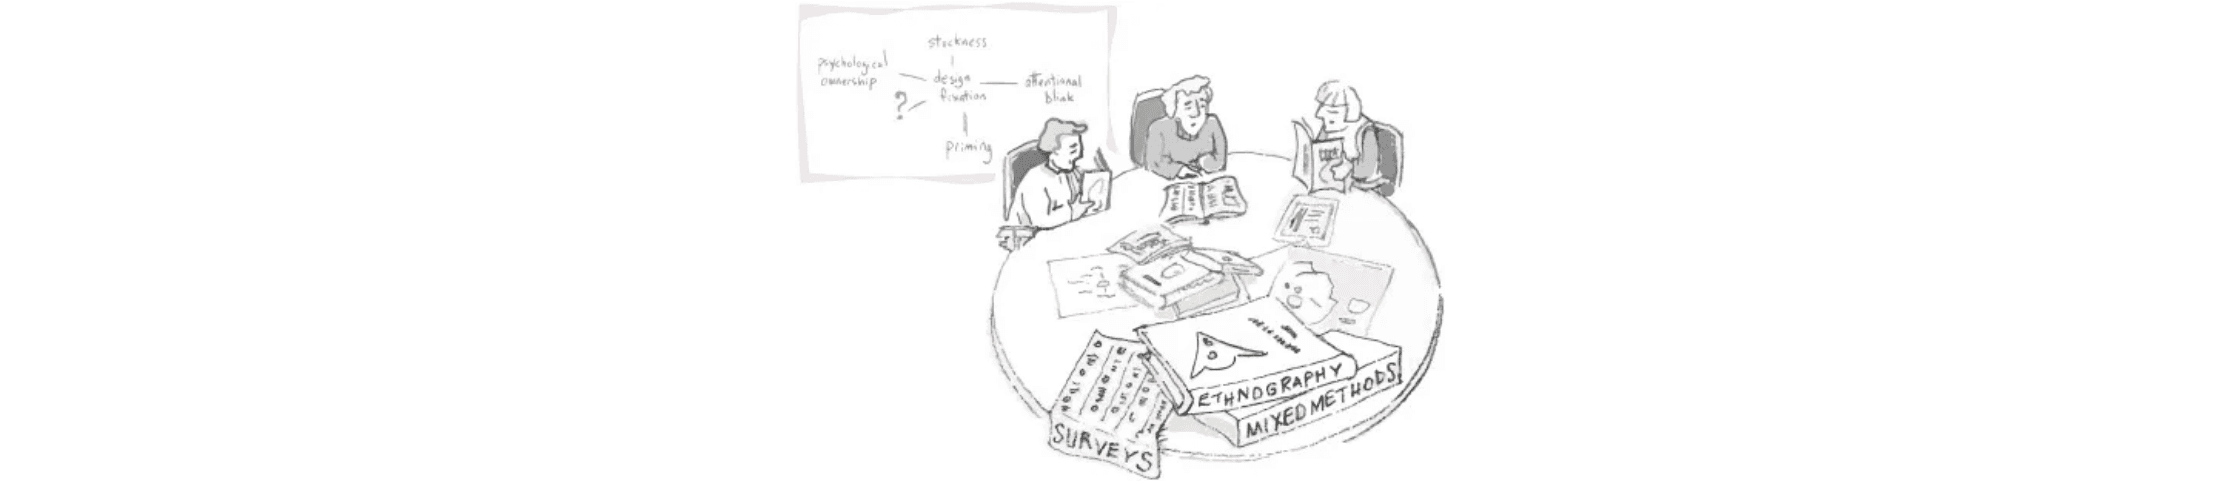 stuckness
psychological
ownership
design
fixation
attentional
blink
?
priming
ETHNOGRAPHY
MIXED METHODS
SURVEYS